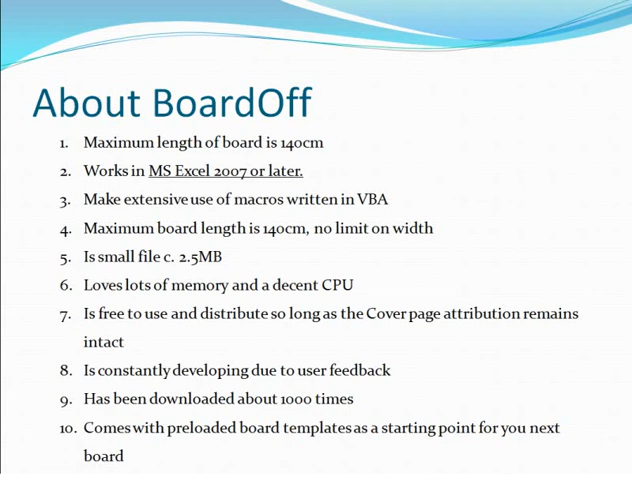 About BoardOff
1. Maximum length of board is 140cm
2. Works in MS Excel 2007 or later.
3. Make extensive use of macros written in VBA
4. Maximum board length is 140cm, no limit on width
5. Is small file c. 2.5MB
6. Loves lots of memory and a decent CPU
7. Is free to use and distribute so long as the Cover page attribution remains
intact
8. Is constantly developing due to user feedback
9. Has been downloaded about 1000 times
10. Comes with preloaded board templates as a starting point for you next
board